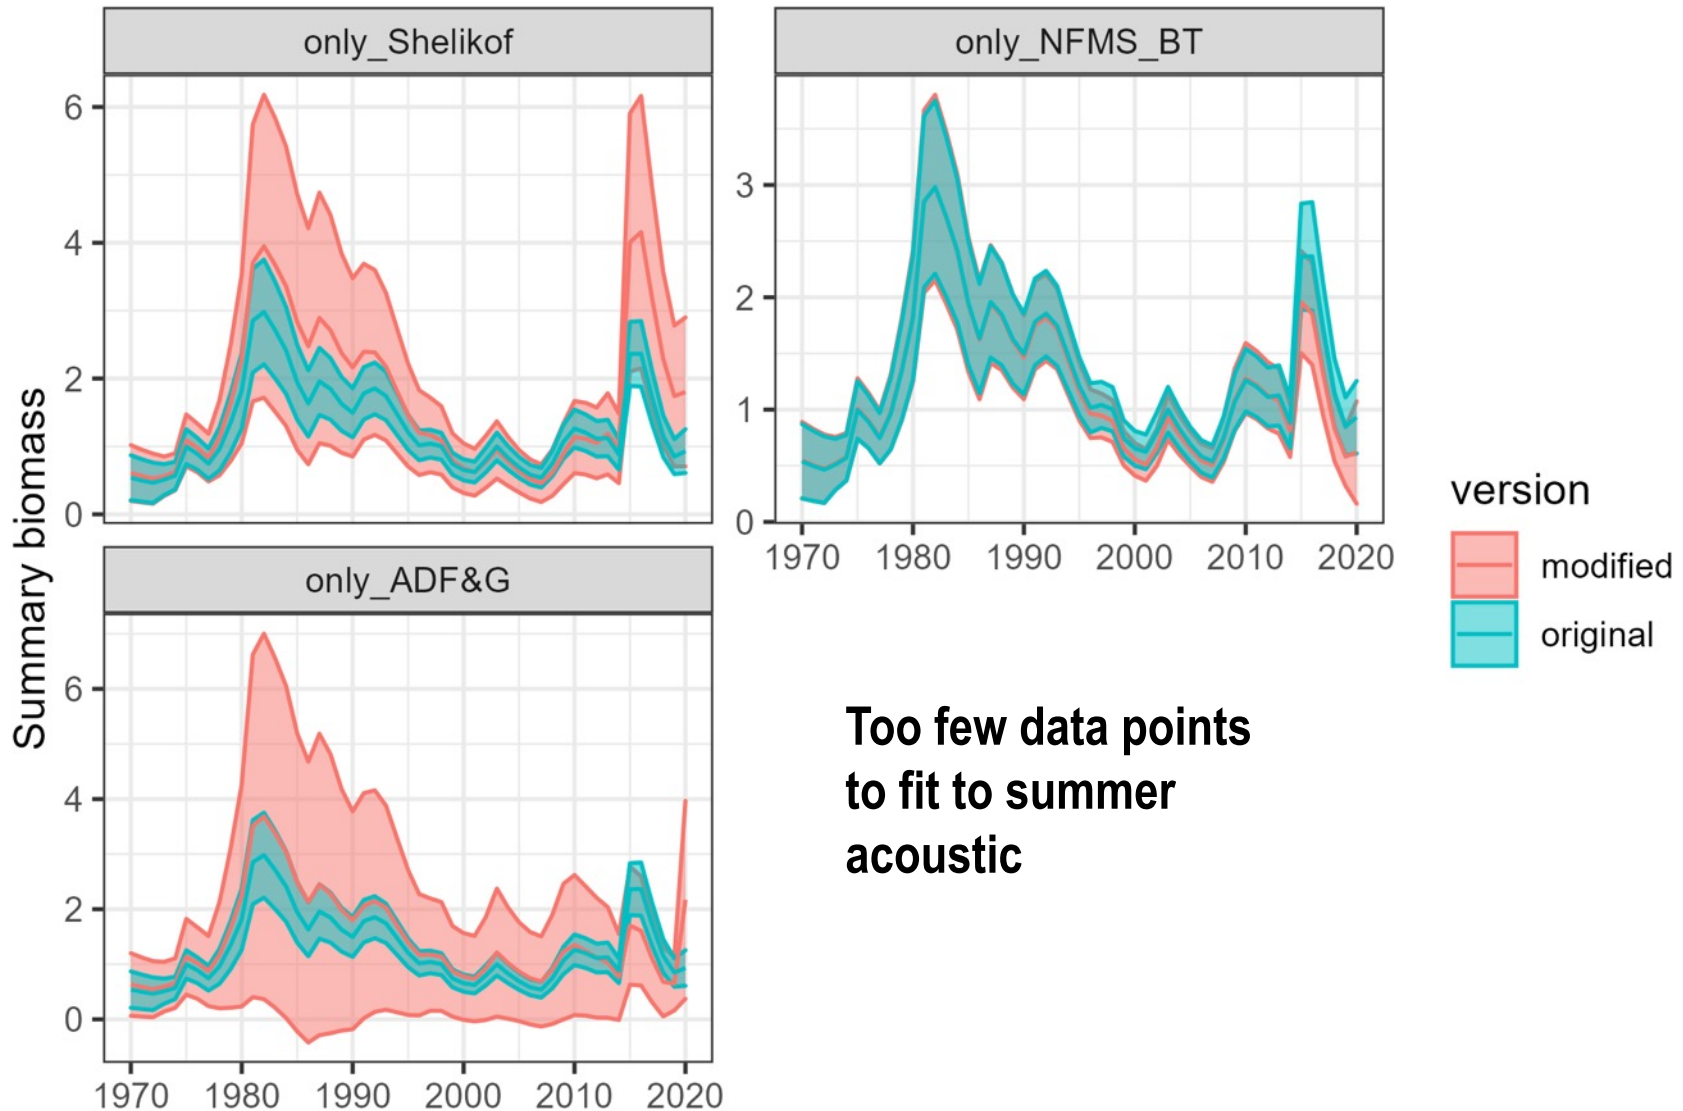 only_Shelikof
only_NFMS_BT
6
4
2
0
3
2
1
0
1970 1980 1990 2000 2010 2020
Summary biomass
version
modified
original
only_ADF&G
6
4
2
0
1970 1980 1990 2000 2010 2020
Too few data points
to fit to summer
acoustic